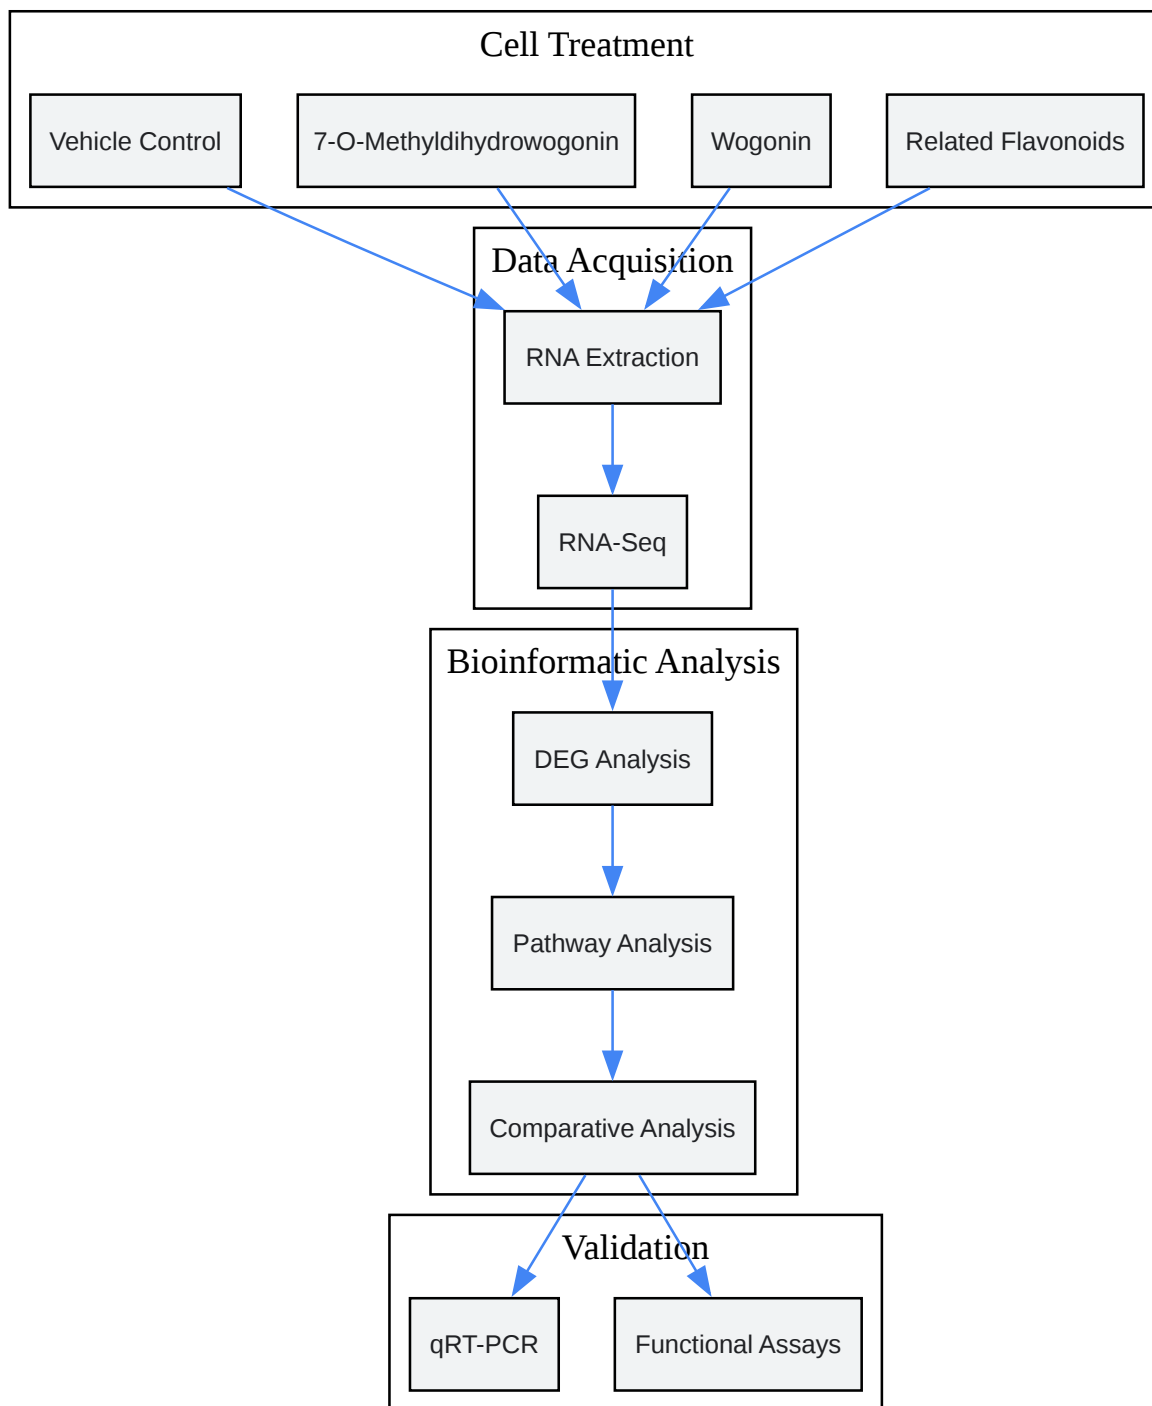 Cell Treatment
Vehicle Control
7-O-Methyldihydrowogonin
Wogonin
Related Flavonoids
Data Acquisition
RNA Extraction
RNA-Seq
Bioinformatic Analysis
DEG Analysis
Pathway Analysis
Comparative Analysis
Validation
qRT-PCR
Functional Assays